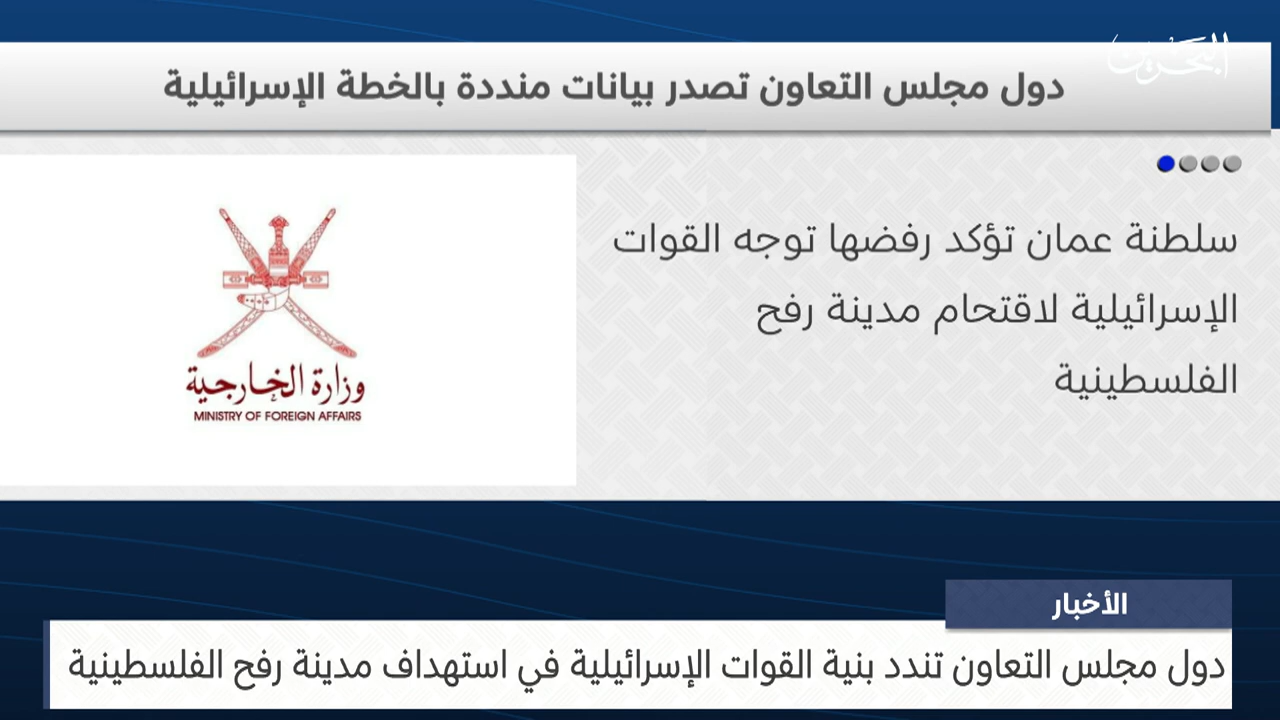 البحرين
دول مجلس التعاون تصدر بيانات منددة بالخطة الإسرائيلية
سلطنة عمان تؤكد رفضها توجه القوات
الإسرائيلية لاقتحام مدينة رفح
الفلسطينية
وزارة الخارجية
MINISTRY OF FOREIGN AFFAIRS
الأخبار
دول مجلس التعاون تندد بنية القوات الإسرائيلية في استهداف مدينة رفح الفلسطينية